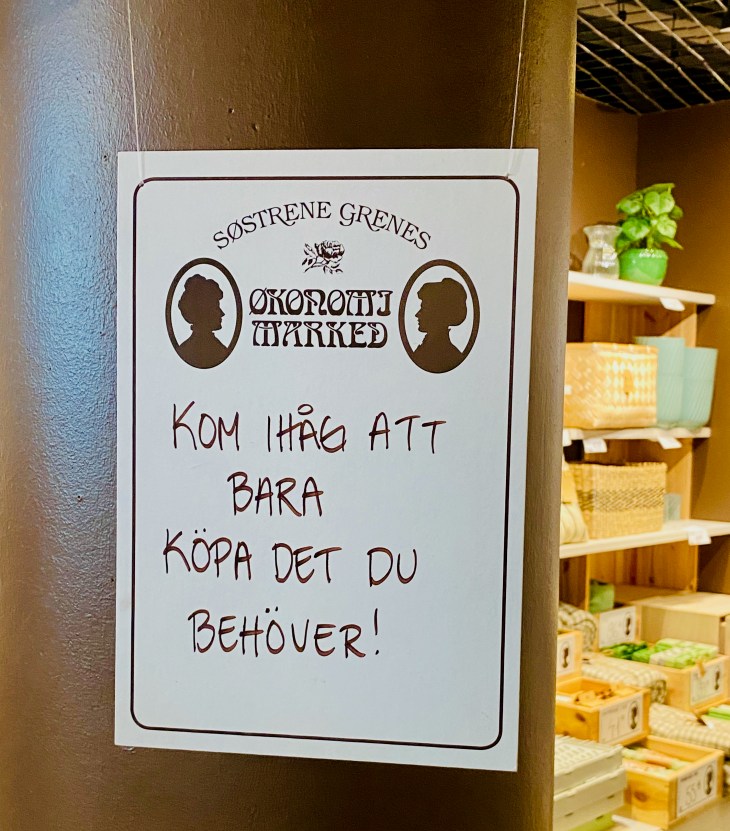 SØSTRENE GRENES
ØKONOMI
MARKED
KOM IHÅG ATT
BARA
KÖPA DET DU
BEHÖVER!